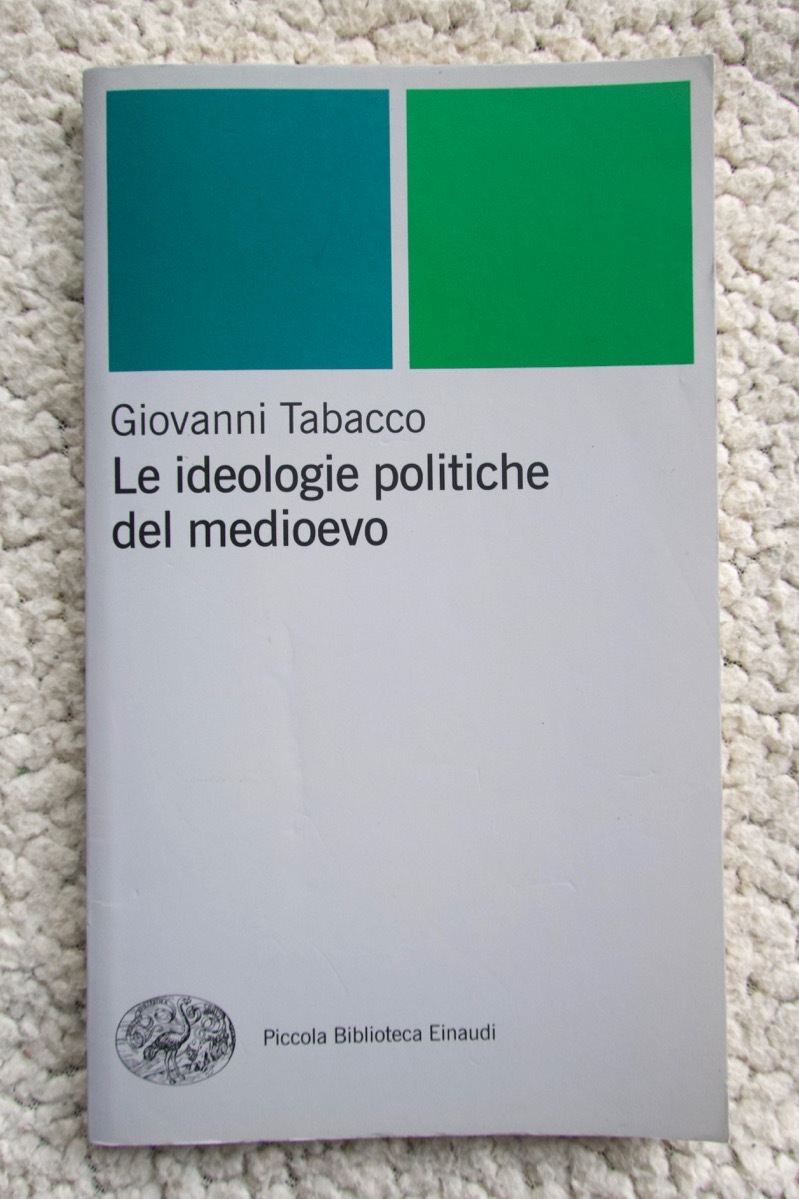 Giovanni Tabacco
Le ideologie politiche
del medioevo
Piccola Biblioteca Einaudi